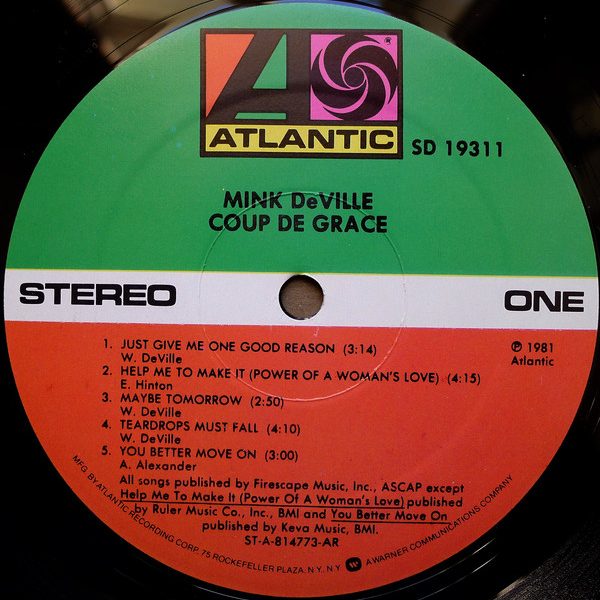 ATLANTIC
SD 19311
MINK DeVILLE
COUP DE GRACE
STEREO
ONE
℗ 1981
Atlantic
1. JUST GIVE ME ONE GOOD REASON (3:14)
W. DeVille
2. HELP ME TO MAKE IT (POWER OF A WOMAN'S LOVE) (4:15)
E. Hinton
3. MAYBE TOMORROW (2:50)
W. DeVille
4. TEARDROPS MUST FALL (4:10)
W. DeVille
5. YOU BETTER MOVE ON (3:00)
A. Alexander
All songs published by Firescape Music, Inc., ASCAP except
Help Me To Make It (Power Of A Woman's Love) published
by Ruler Music Co., Inc., BMI and You Better Move On
published by Keva Music, BMI.
ST-A-814773-AR
MFG. BY ATLANTIC RECORDING CORP. 75 ROCKEFELLER PLAZA, N.Y. N.Y. A WARNER COMMUNICATIONS COMPANY